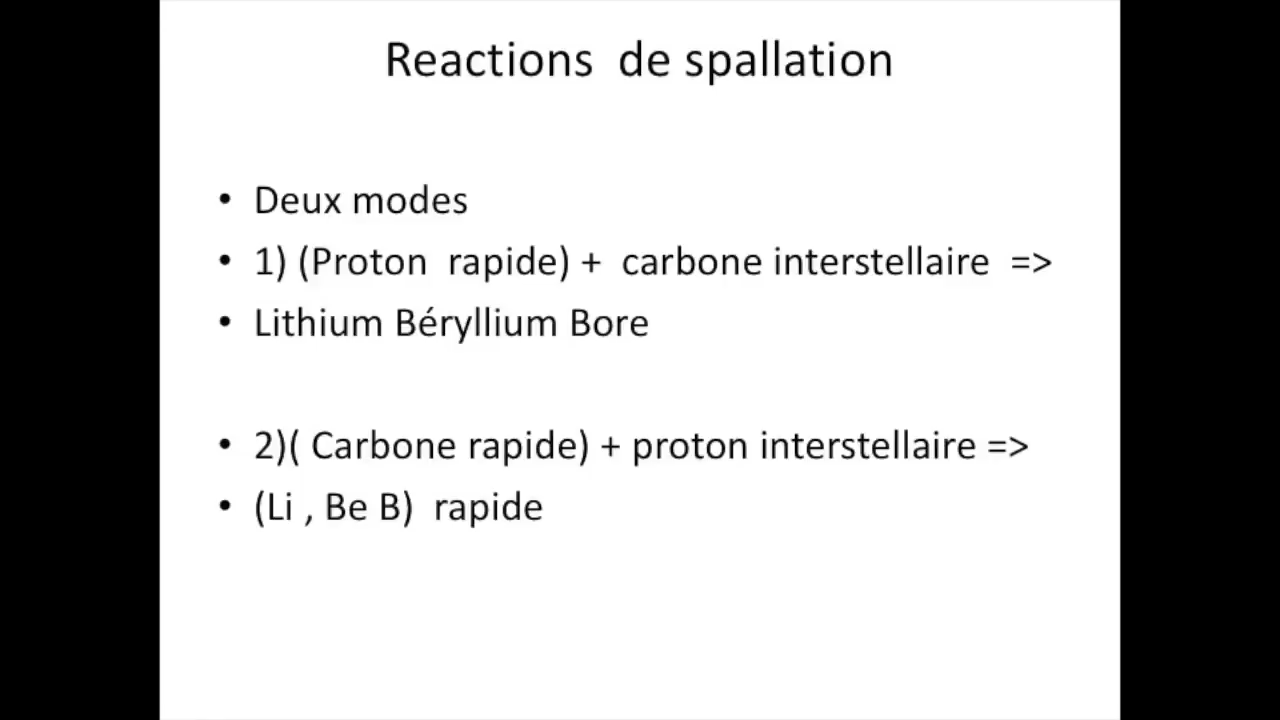 Reactions de spallation
• Deux modes
• 1) (Proton rapide) + carbone interstellaire =>
• Lithium Béryllium Bore
• 2)( Carbone rapide) + proton interstellaire =>
• (Li , Be B) rapide